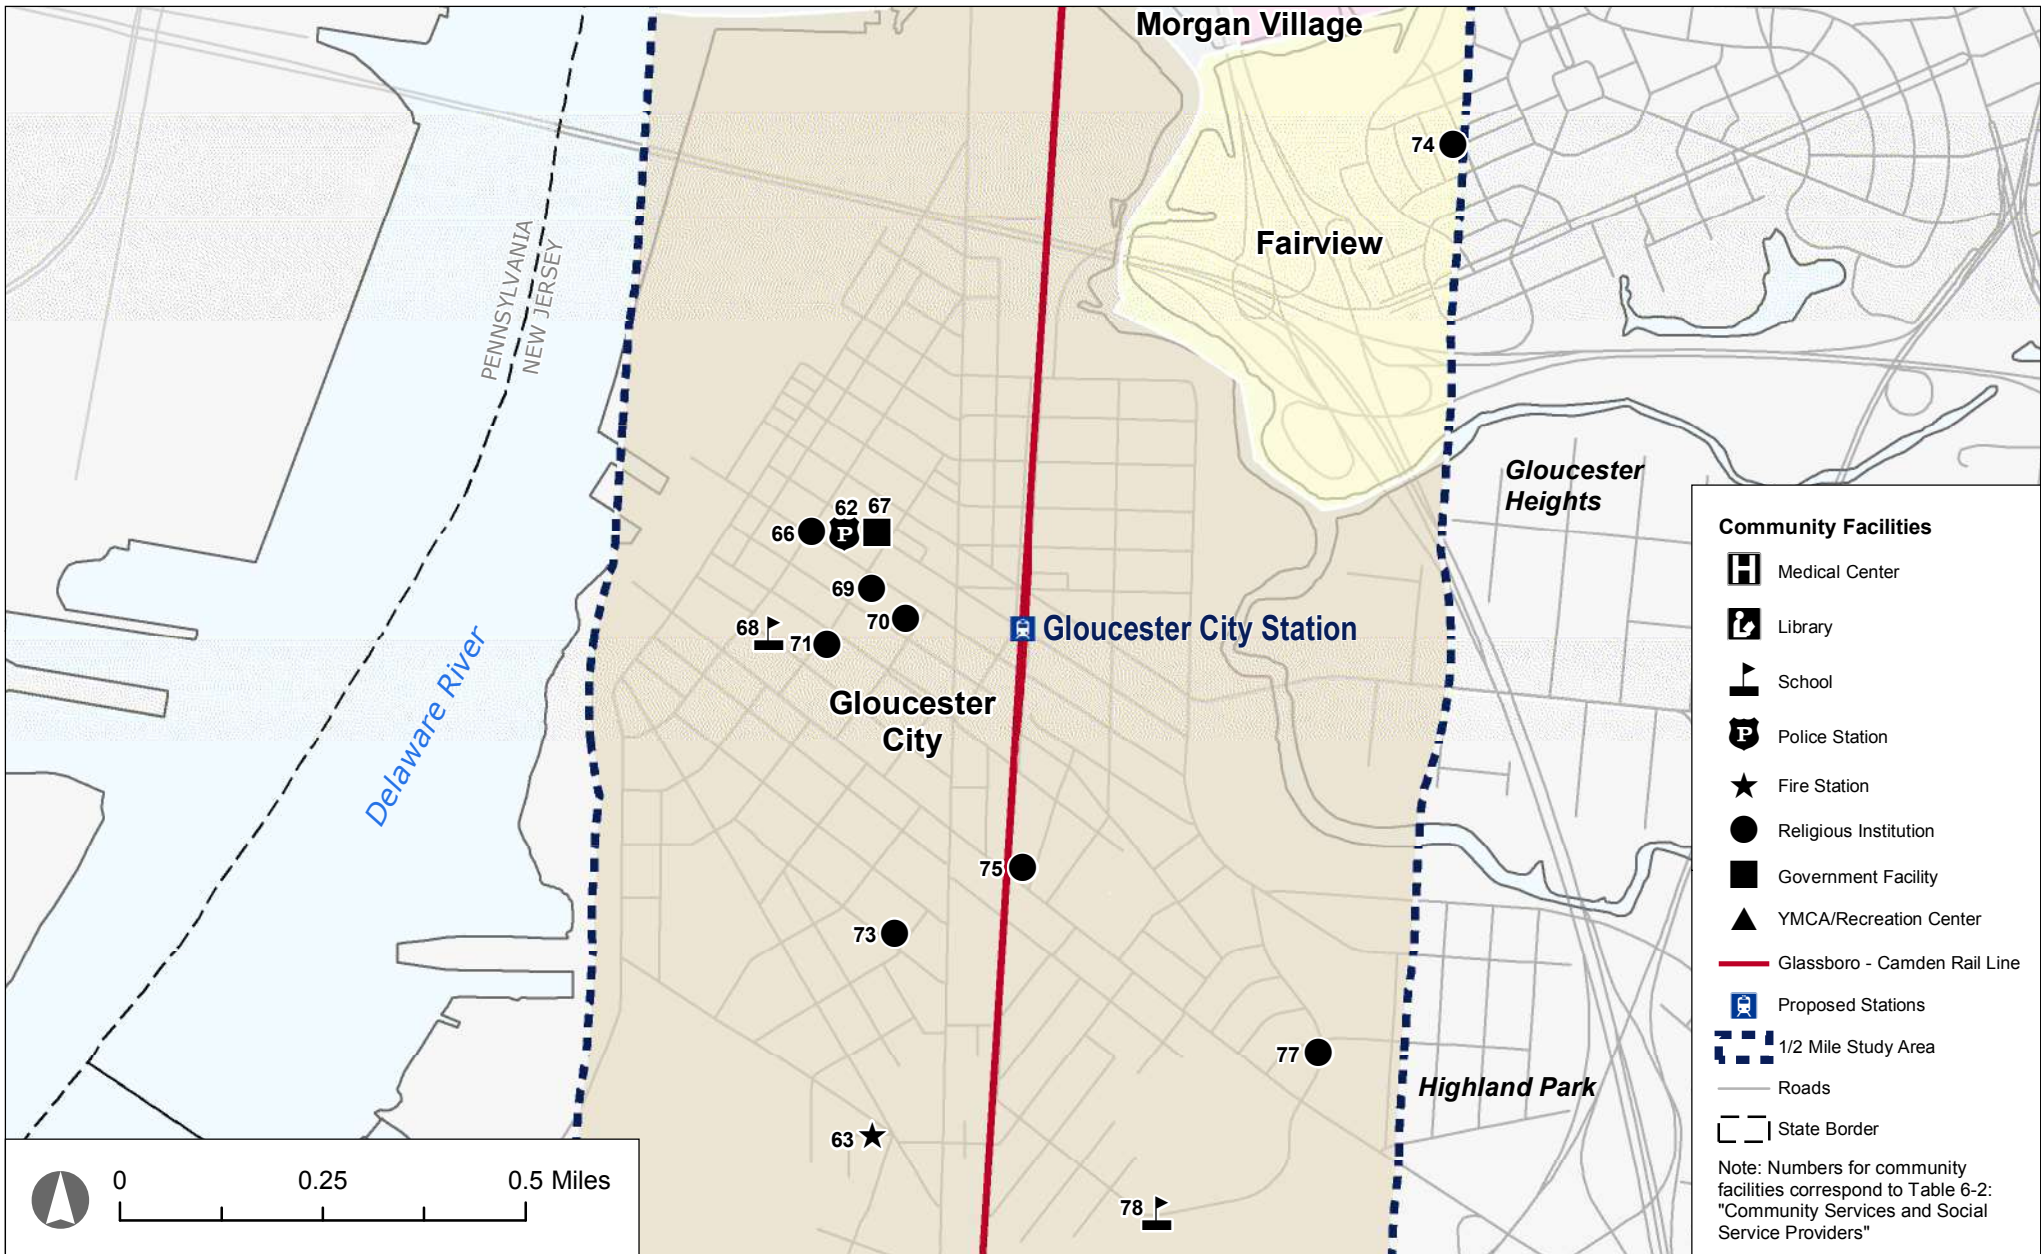 Morgan Village
74
Fairview
PENNSYLVANIA
NEW JERSEY
Gloucester
Heights
62 67
66
P
69
70
68
71
Gloucester City Station
Delaware River
Gloucester
City
75
73
77
Highland Park
63
78
0 0.25 0.5 Miles
Community Facilities
H Medical Center
Library
School
P Police Station
Fire Station
Religious Institution
Government Facility
YMCA/Recreation Center
Glassboro - Camden Rail Line
Proposed Stations
1/2 Mile Study Area
Roads
State Border
Note: Numbers for community
facilities correspond to Table 6-2:
"Community Services and Social
Service Providers"